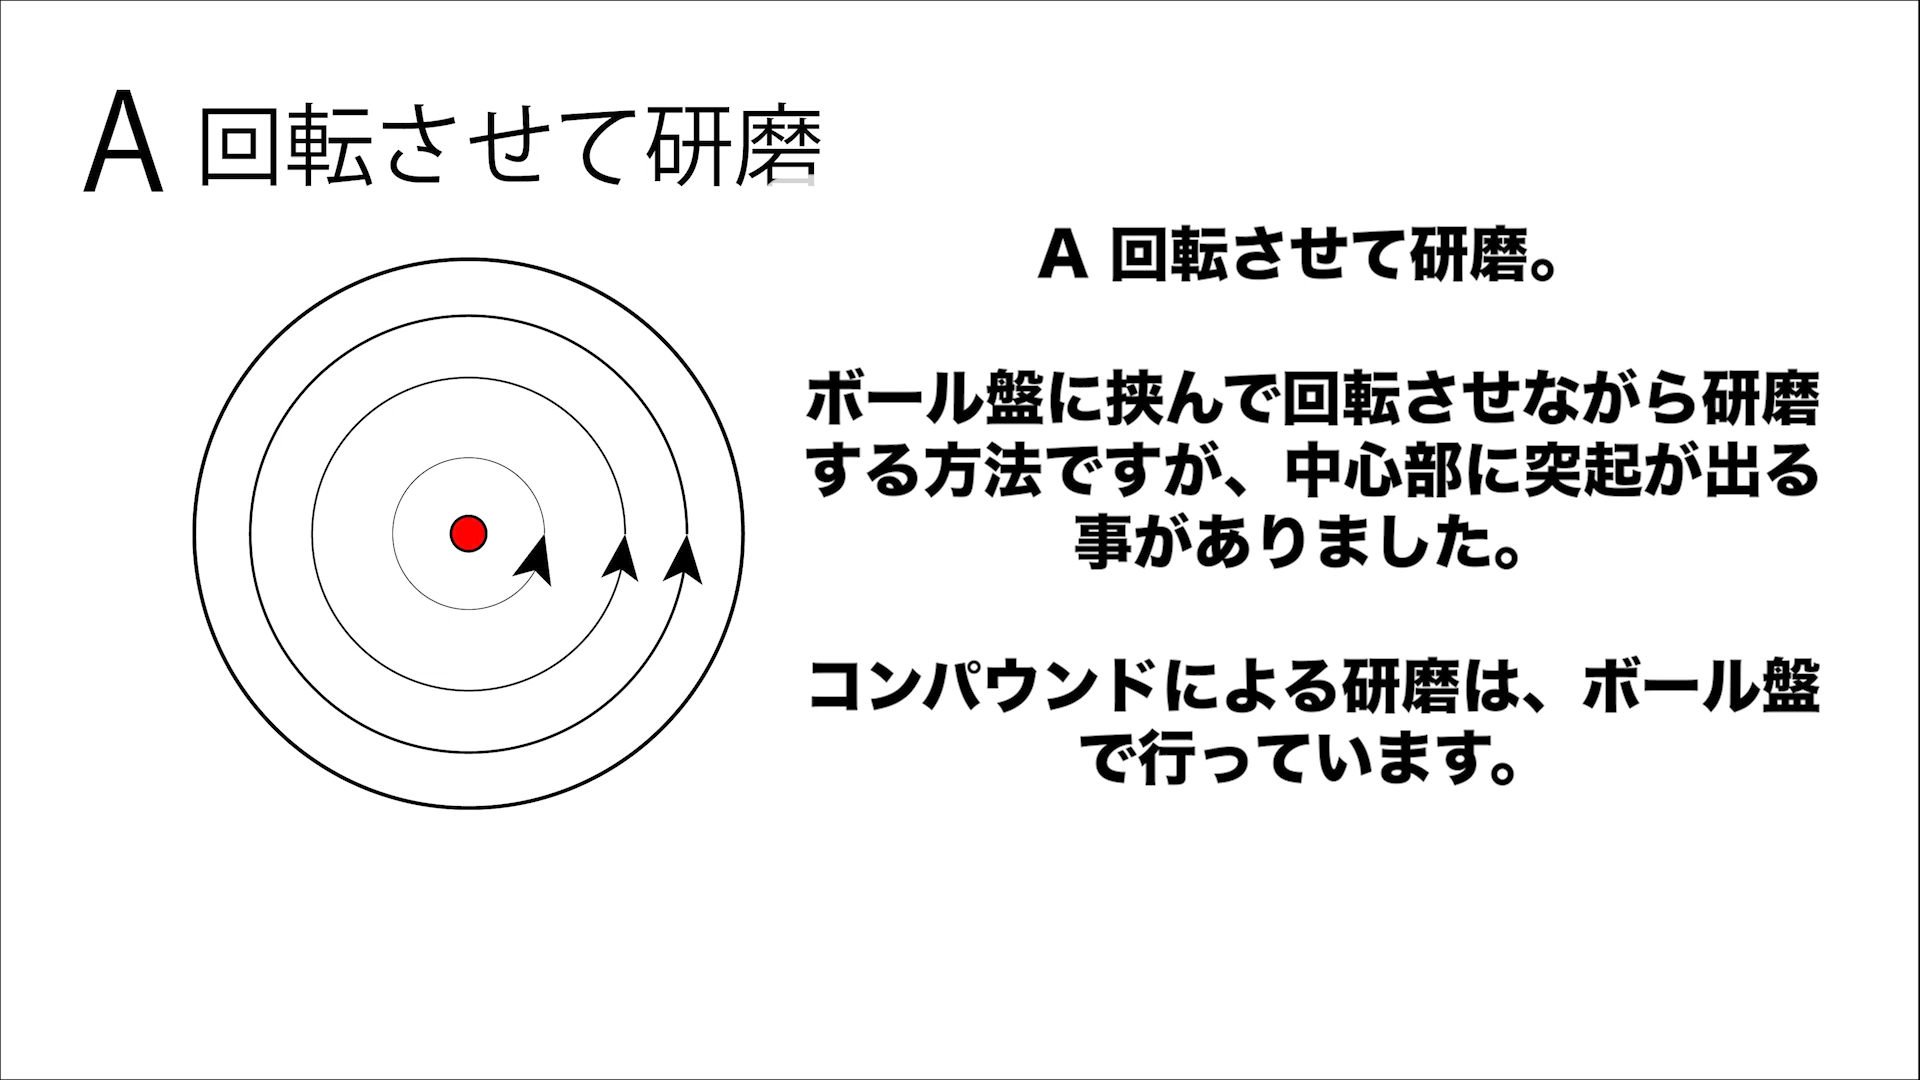 A 回転させて研磨
A 回転させて研磨。
ボール盤に挟んで回転させながら研磨
する方法ですが、中心部に突起が出る
事がありました。
コンパウンドによる研磨は、ボール盤
で行っています。